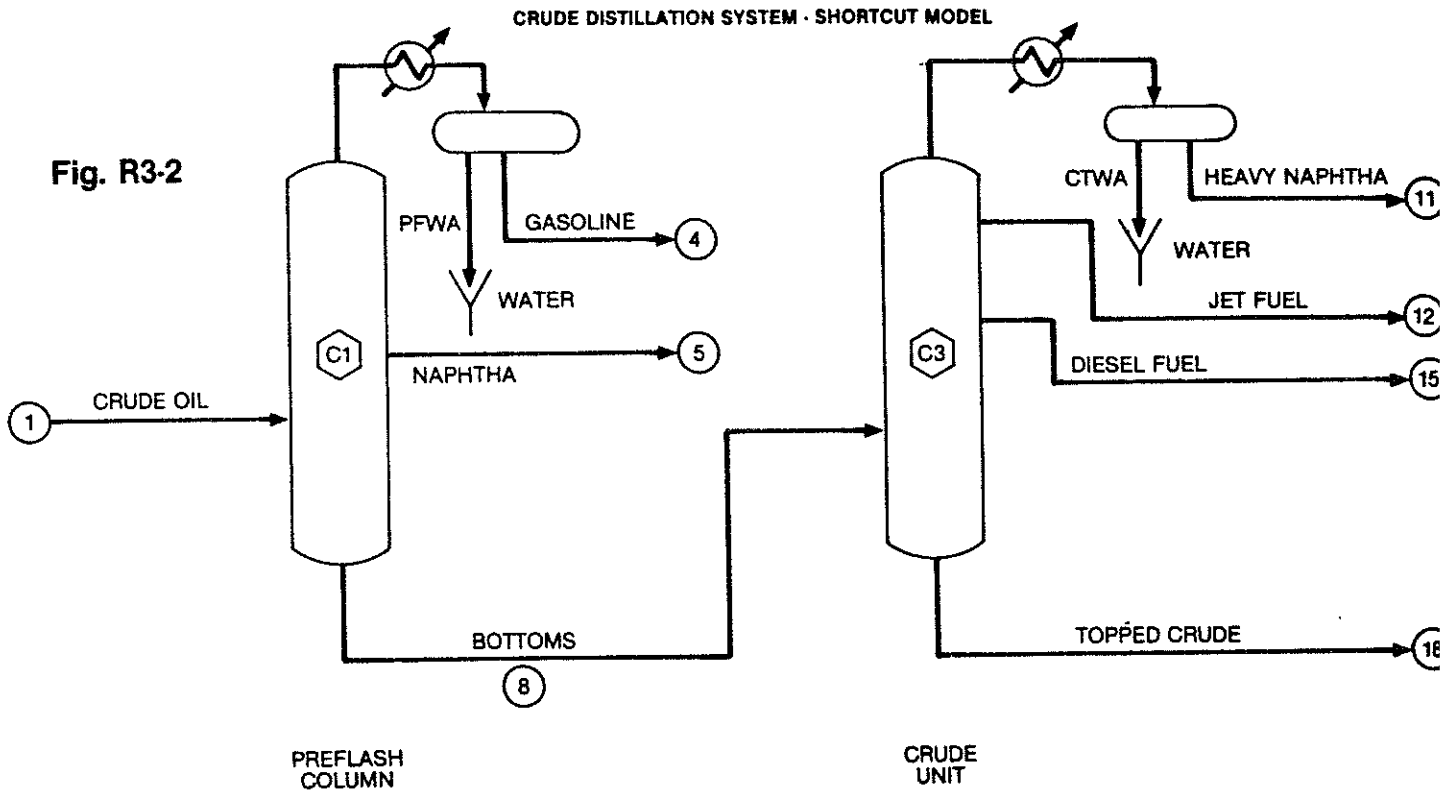 CRUDE DISTILLATION SYSTEM · SHORTCUT MODEL
Fig. R3-2
PFWA
GASOLINE
4
WATER
C1
NAPHTHA
5
1
CRUDE OIL
BOTTOMS
8
PREFLASH
COLUMN
CTWA
HEAVY NAPHTHA
11
WATER
JET FUEL
12
C3
DIESEL FUEL
15
TOPPED CRUDE
18
CRUDE
UNIT